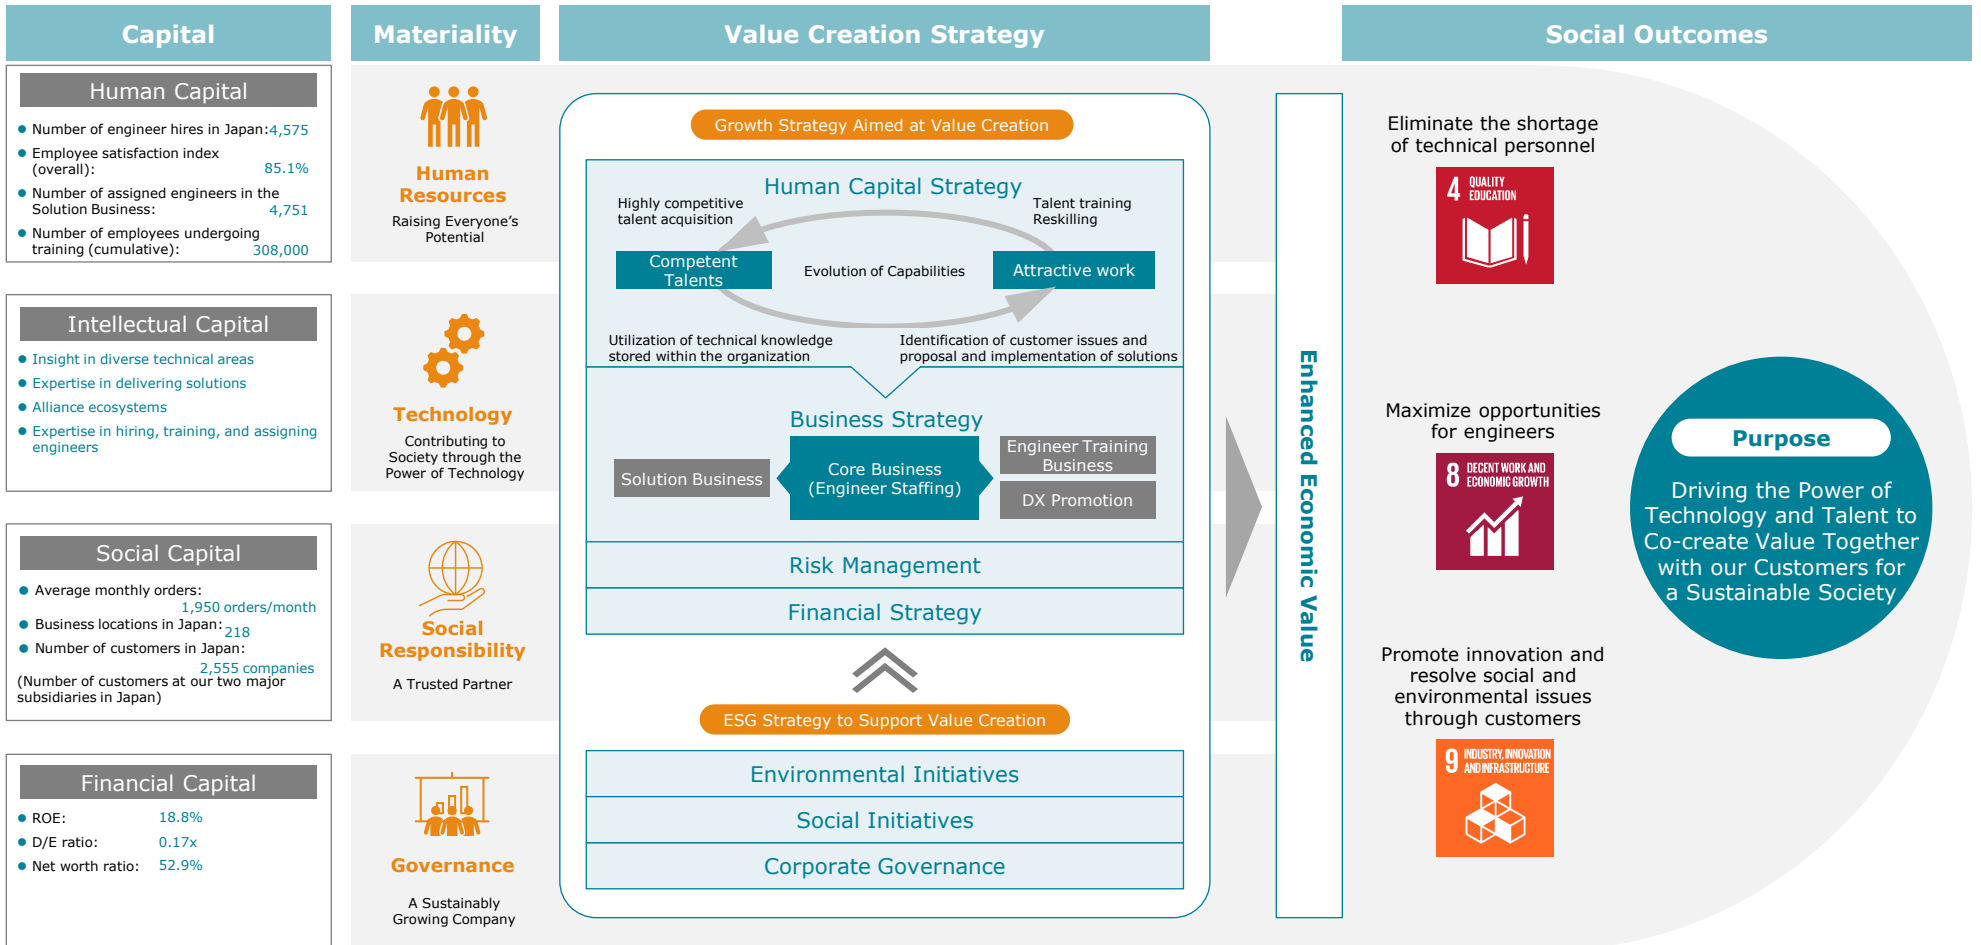 Capital
Human Capital
Number of engineer hires in Japan: 4,575
Employee satisfaction index
(overall): 85.1%
Number of assigned engineers in the
Solution Business: 4,751
Number of employees undergoing
training (cumulative): 308,000
Intellectual Capital
Insight in diverse technical areas
Expertise in delivering solutions
Alliance ecosystems
Expertise in hiring, training, and assigning
engineers
Social Capital
Average monthly orders:
1,950 orders/month
Business locations in Japan: 218
Number of customers in Japan:
2,555 companies
(Number of customers at our two major
subsidiaries in Japan)
Financial Capital
ROE: 18.8%
D/E ratio: 0.17x
Net worth ratio: 52.9%
Materiality
Human
Resources
Raising Everyone's
Potential
Technology
Contributing to
Society through the
Power of Technology
Social
Responsibility
A Trusted Partner
Governance
A Sustainably
Growing Company
Value Creation Strategy
Growth Strategy Aimed at Value Creation
Human Capital Strategy
Highly competitive
talent acquisition
Talent training
Reskilling
Competent
Talents
Evolution of Capabilities
Attractive work
Utilization of technical knowledge
stored within the organization
Identification of customer issues and
proposal and implementation of solutions
Business Strategy
Solution Business
Core Business
(Engineer Staffing)
Engineer Training
Business
DX Promotion
Risk Management
Financial Strategy
ESG Strategy to Support Value Creation
Environmental Initiatives
Social Initiatives
Corporate Governance
Enhanced Economic Value
Social Outcomes
Eliminate the shortage
of technical personnel
4 QUALITY
EDUCATION
Maximize opportunities
for engineers
8 DECENT WORK AND
ECONOMIC GROWTH
Promote innovation and
resolve social and
environmental issues
through customers
9 INDUSTRY, INNOVATION
AND INFRASTRUCTURE
Purpose
Driving the Power of
Technology and Talent to
Co-create Value Together
with our Customers for
a Sustainable Society